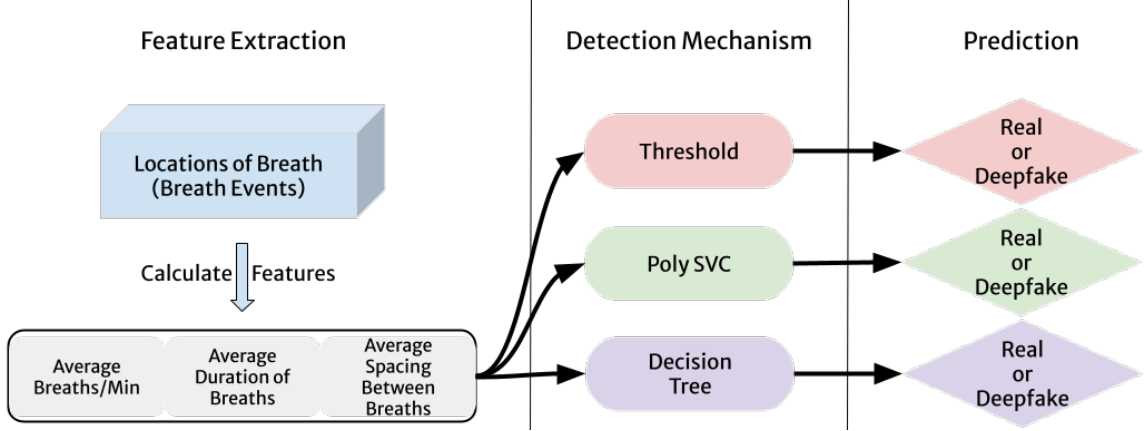 Feature Extraction
Detection Mechanism
Prediction
Locations of Breath
(Breath Events)
Calculate Features
Average
Breaths/Min
Average
Duration of
Breaths
Average
Spacing
Between
Breaths
Threshold
Poly SVC
Decision
Tree
Real
or
Deepfake
Real
or
Deepfake
Real
or
Deepfake